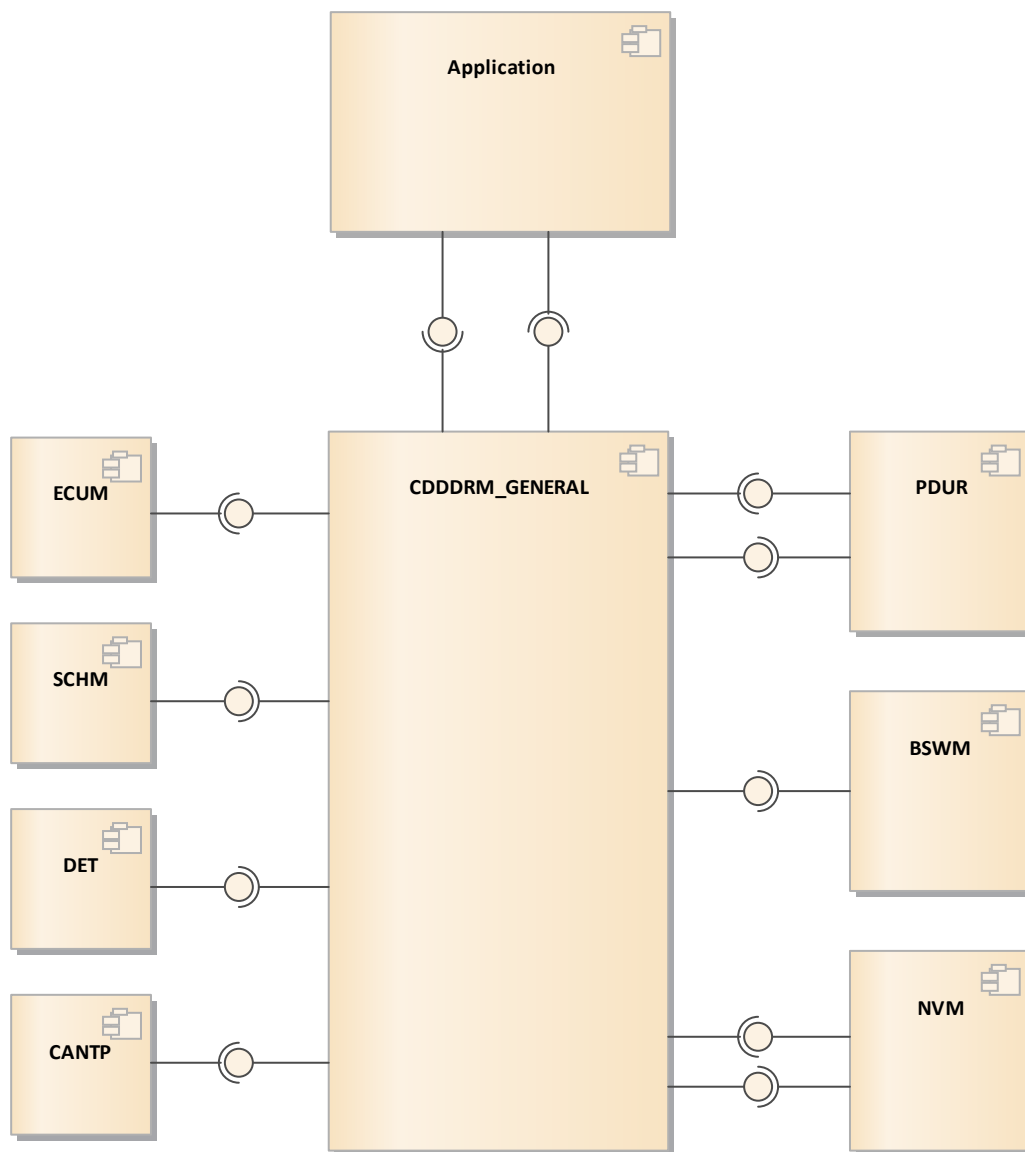 Application
ECUM
CDDDRM_GENERAL
PDUR
SCHM
BSWM
DET
NVM
CANTP